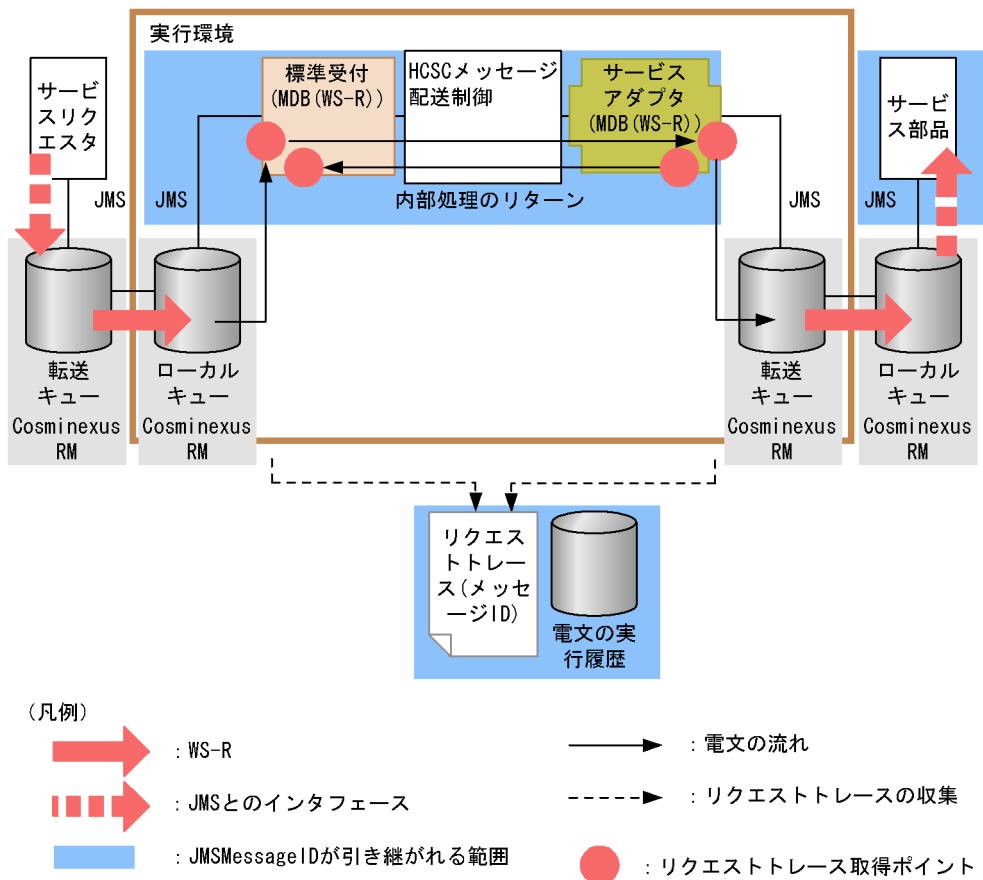 実行環境
サービ
スリク
エスタ
標準受付
(MDB(WS-R))
HCSCメッセージ
配送制御
サービス
アダプタ
(MDB(WS-R))
サービ
ス部品
内部処理のリターン
JMS
JMS
JMS
JMS
転送
キュー
Cosminexus
RM
ローカル
キュー
Cosminexus
RM
転送
キュー
Cosminexus
RM
ローカル
キュー
Cosminexus
RM
リクエス
トトレー
ス(メッセ
ージID)
電文の実
行履歴
(凡例)
:WS-R
:電文の流れ
:JMSとのインタフェース
:リクエストトレースの収集
:JMSMessageIDが引き継がれる範囲
:リクエストトレース取得ポイント